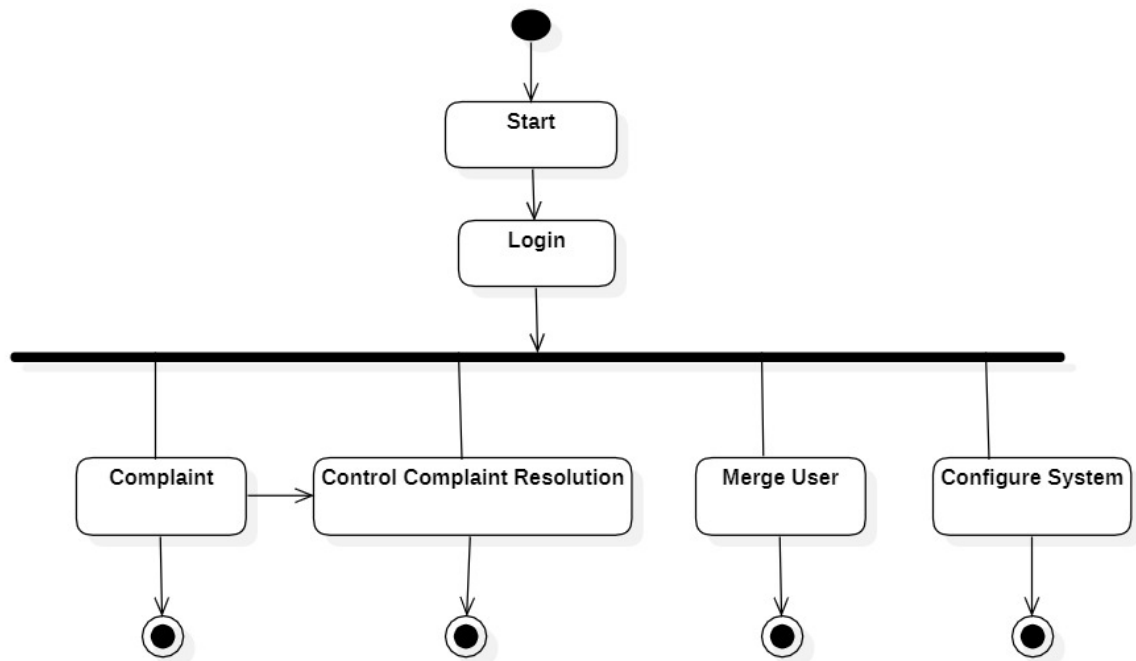 Start
Login
Complaint
Control Complaint Resolution
Merge User
Configure System